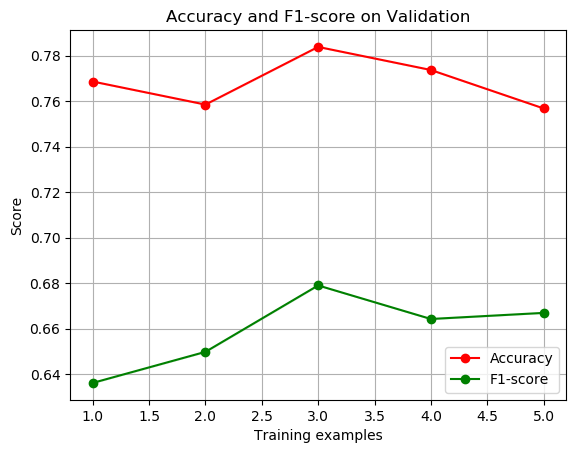 Accuracy and F1-score on Validation
0.78
0.76
0.74
0.72
0.70
0.68
0.66
0.64
Score
Accuracy
F1-score
1.0 1.5 2.0 2.5 3.0 3.5 4.0 4.5 5.0
Training examples